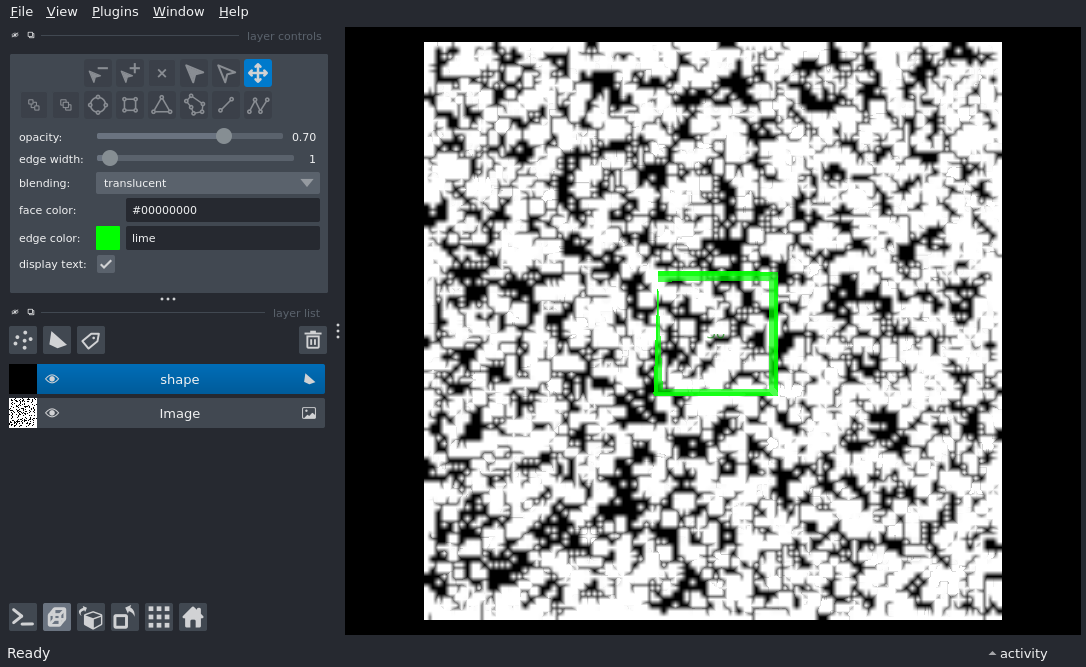 File View Plugins Window Help
layer controls
opacity: 0.70
edge width: 1
blending: translucent
face color: #00000000
edge color: lime
display text:
layer list
shape
Image
Ready
activity